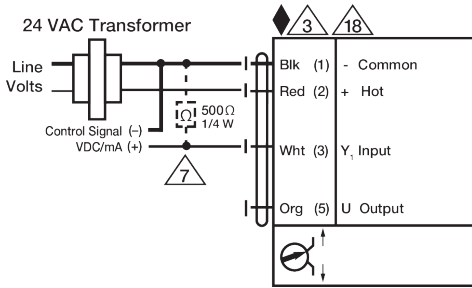 24 VAC Transformer
3
18
Line
Volts
Blk (1) - Common
Red (2) + Hot
Ω
500Ω
1/4 W
Control Signal (–)
VDC/mA (+)
Wht (3) Y1 Input
7
Org (5) U Output